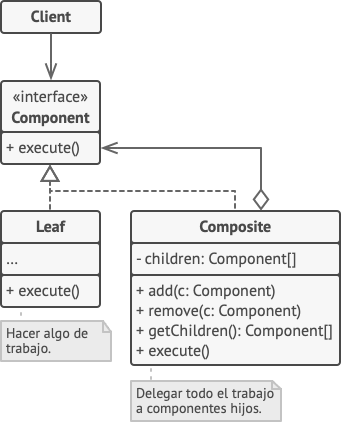 Client
«interface»
Component
+ execute()
Leaf
...
+ execute()
Hacer algo de
trabajo.
Composite
- children: Component[]
+ add(c: Component)
+ remove(c: Component)
+ getChildren(): Component[]
+ execute()
Delegar todo el trabajo
a componentes hijos.